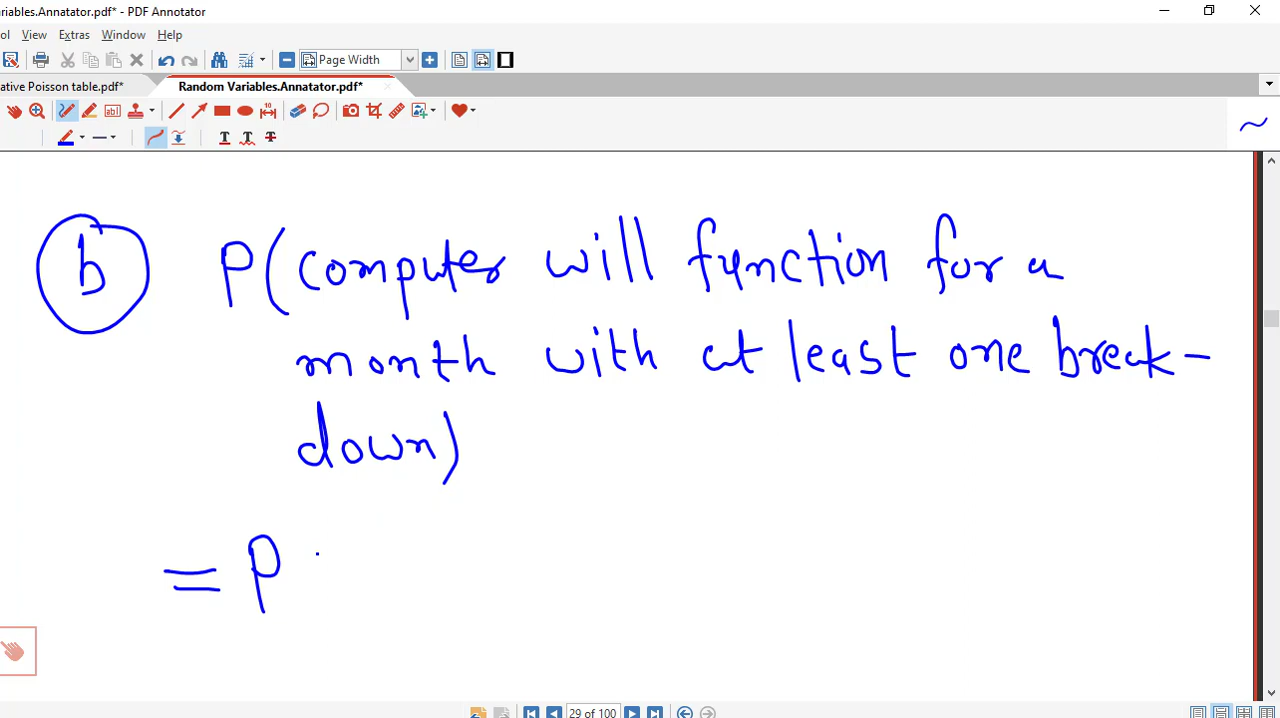 ariables.Annatator.pdf* - PDF Annotator
ol View Extras Window Help
Page Width
ative Poisson table.pdf* Random Variables.Annatator.pdf*
b P(computer will function for a
month with at least one break-
down)
= P
29 of 100